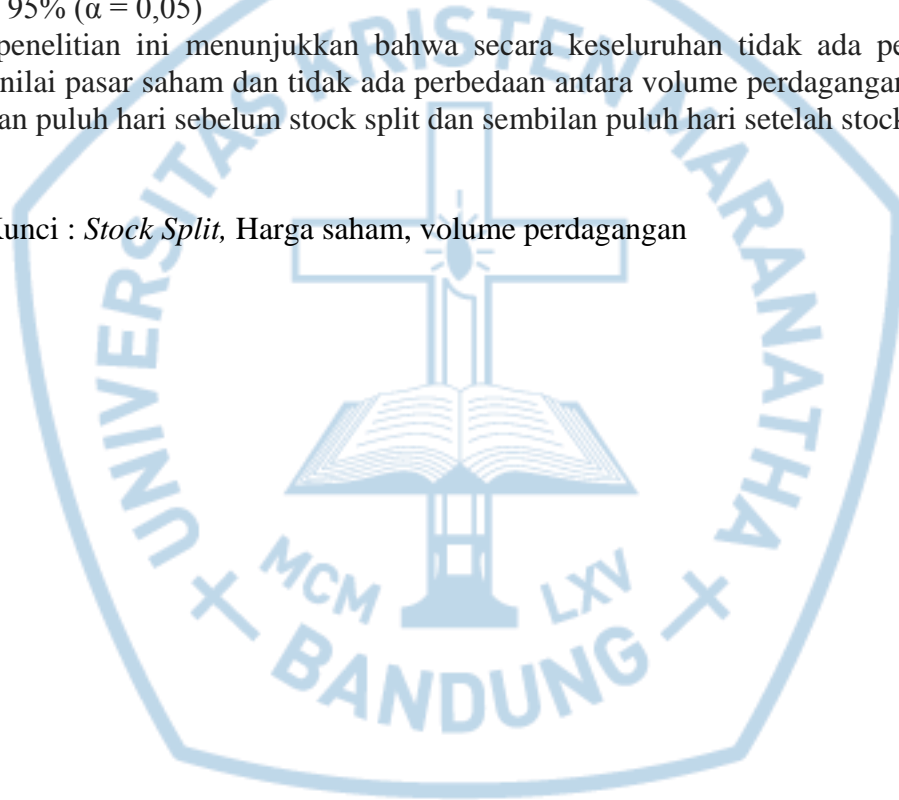 95% (α = 0,05)
penelitian ini menunjukkan bahwa secara keseluruhan tidak ada
nilai pasar saham dan tidak ada perbedaan antara volume perdagangan
puluh hari sebelum stock split dan sembilan puluh hari setelah stock
Kunci : Stock Split, Harga saham, volume perdagangan
UNIVERSITAS KRISTEN MARANATHA
MCM LXV
BANDUNG